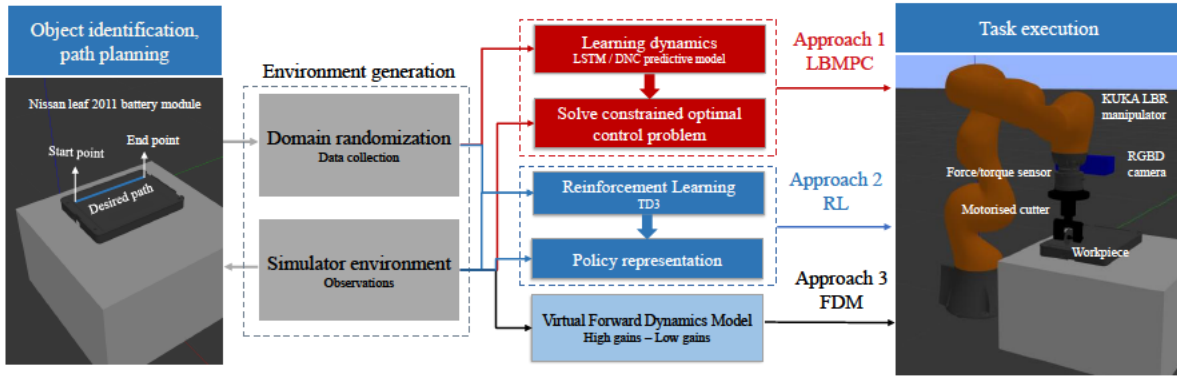 Object identification,
path planning
Nissan leaf 2011 battery module
End point
Start point
Desired path
Environment generation
Domain randomization
Data collection
Simulator environment
Observations
Learning dynamics
LSTM / DNC predictive model
Solve constrained optimal
control problem
Approach 1
LBMPC
Reinforcement Learning
TD3
Policy representation
Approach 2
RL
Virtual Forward Dynamics Model
High gains – Low gains
Approach 3
FDM
Task execution
KUKA LBR
manipulator
RGBD
camera
Force/torque sensor
Motorised cutter
Workpiece